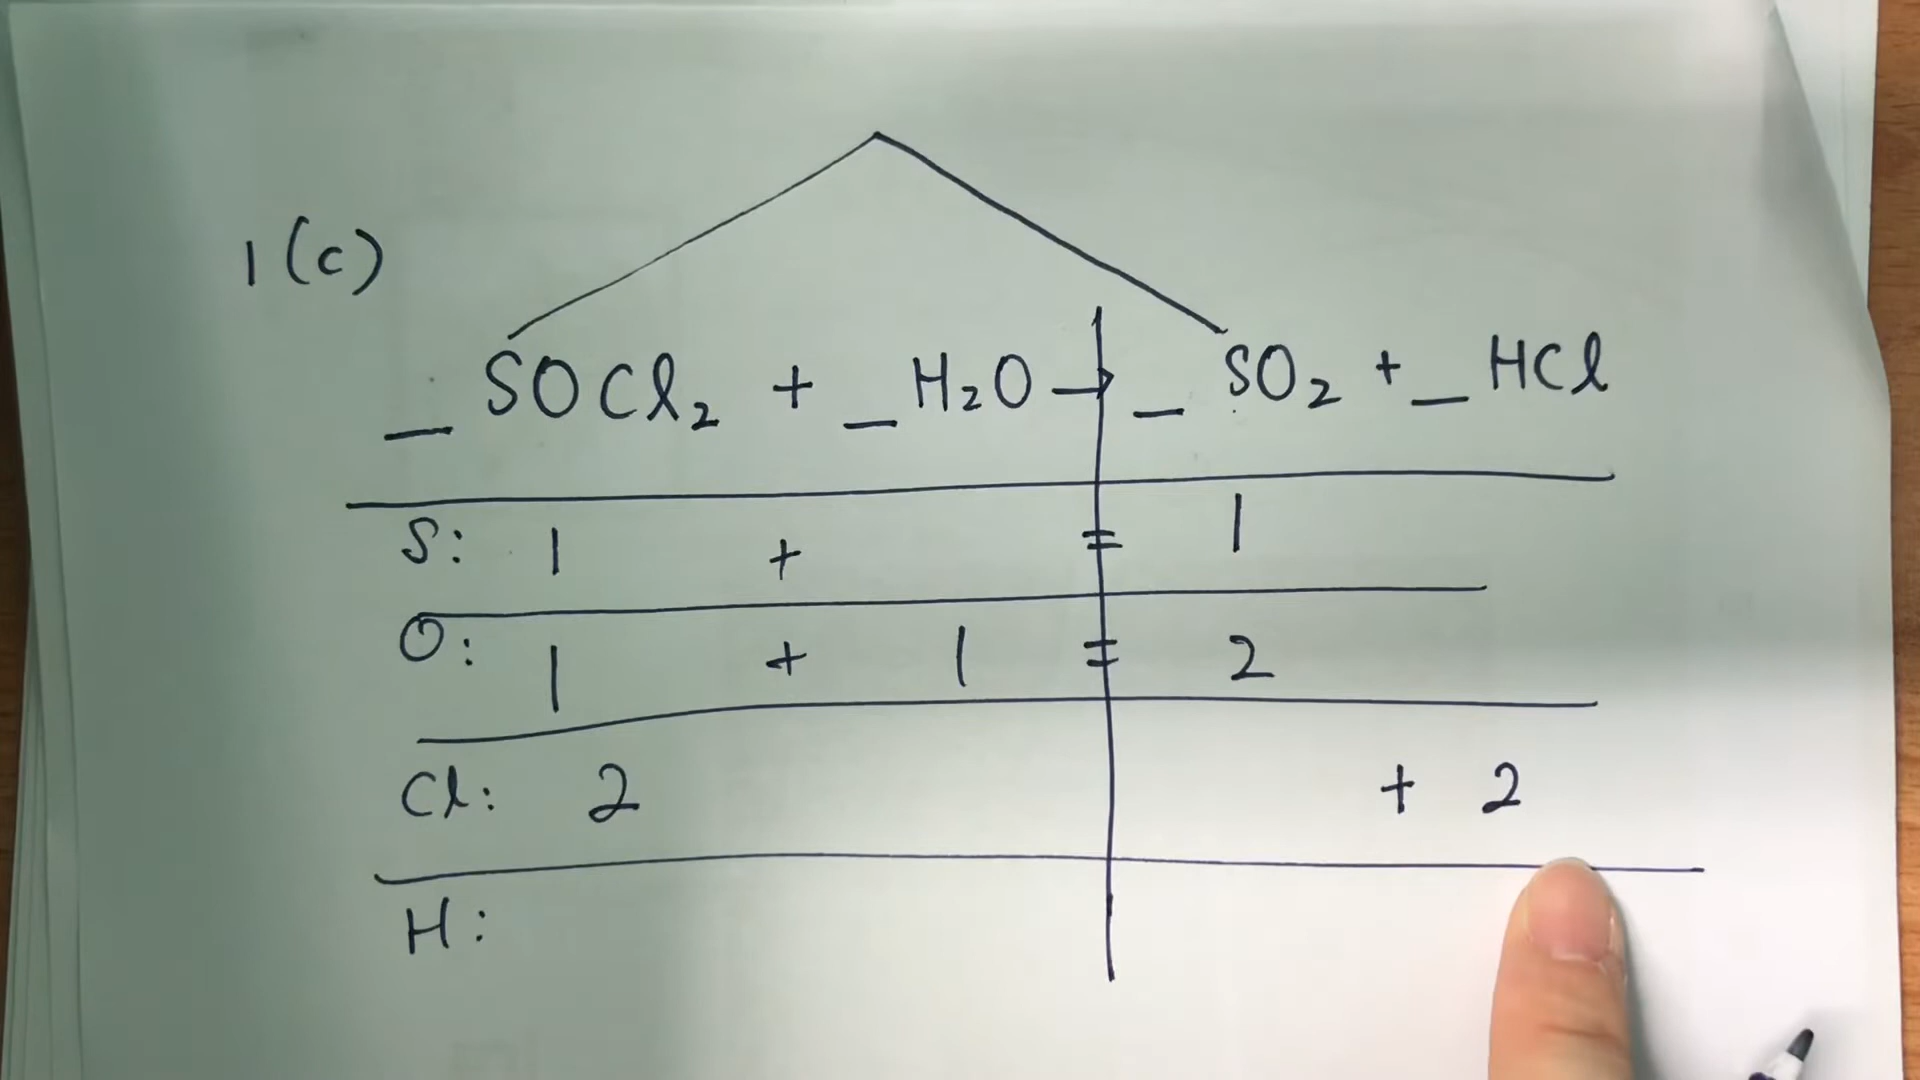 1(c)
_ SOCl₂ + _ H₂O → _ SO₂ + _ HCl
S: 1 + = 1
O: 1 + 1 = 2
Cl: 2 + 2
H: